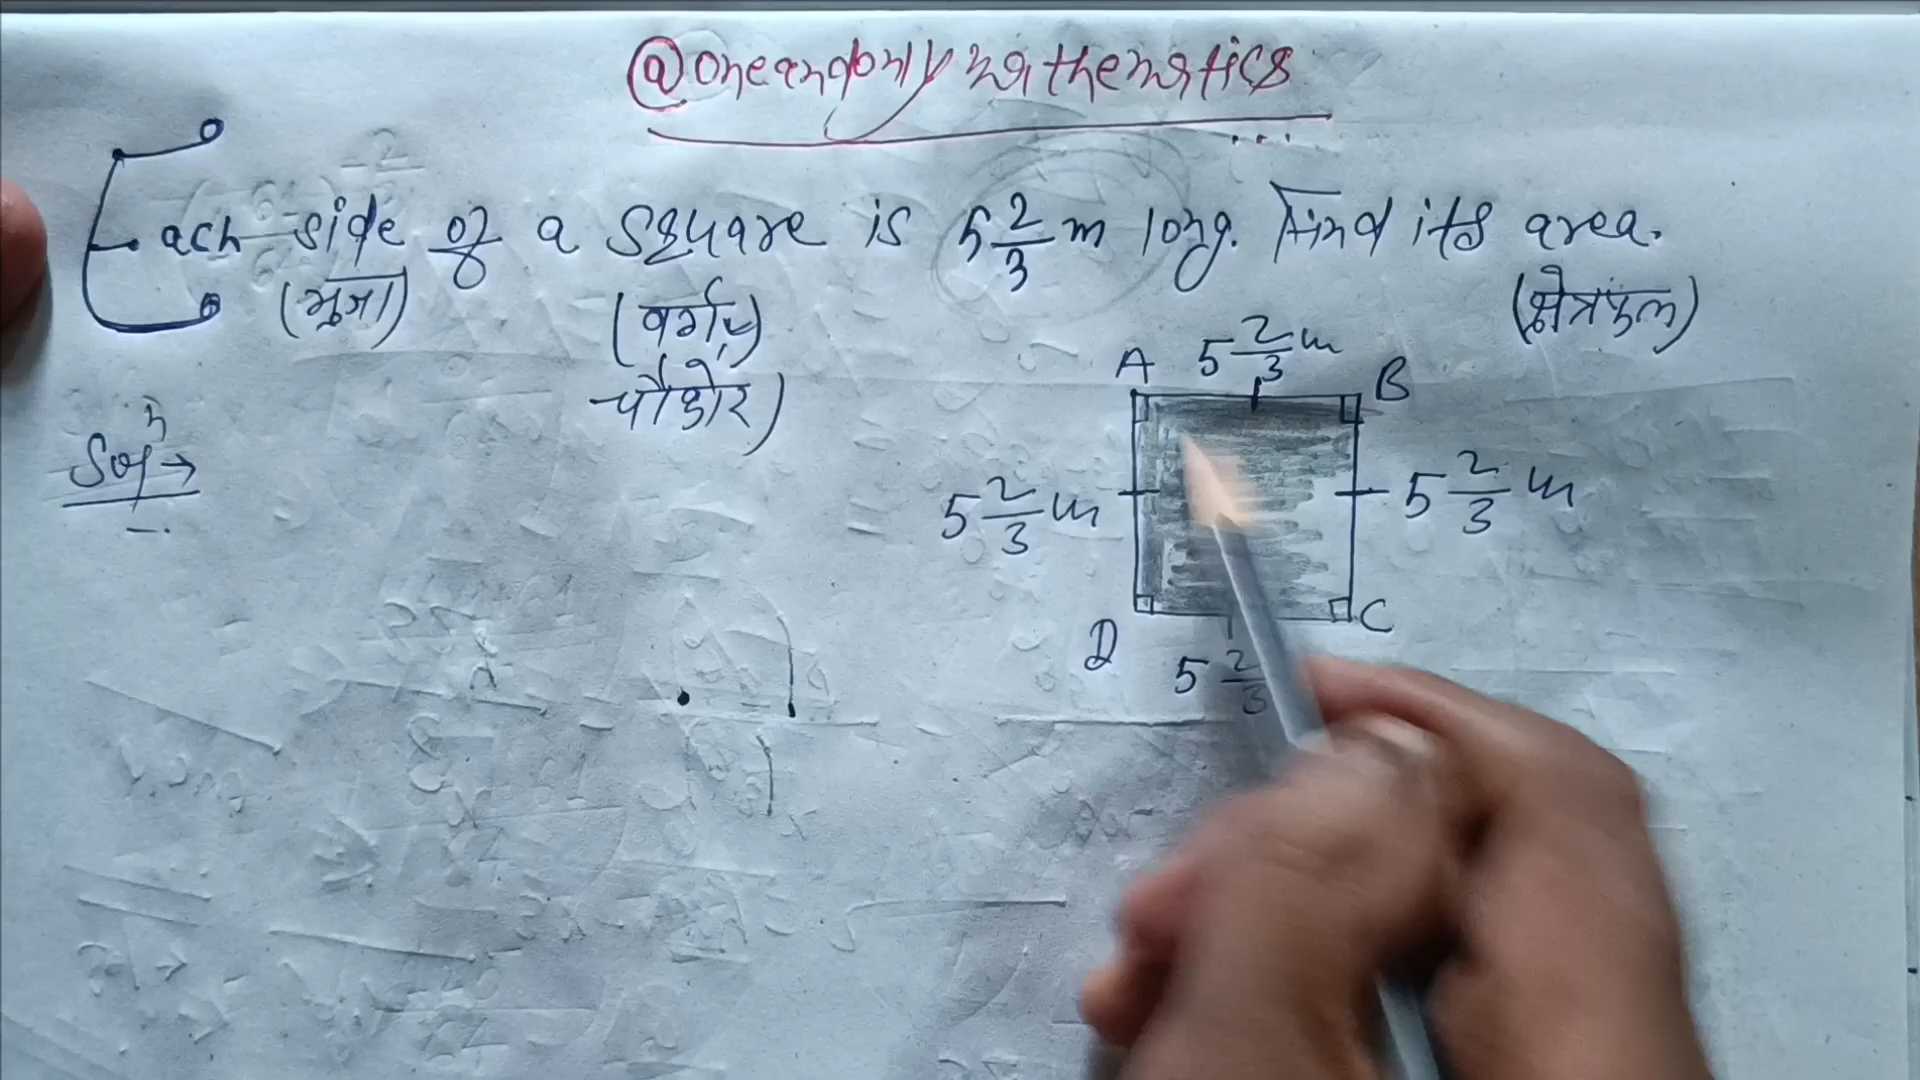 @oneandonlymathematics
Each side of a square is 5 2/3 m long. Find its area.
(भुजा) (वर्ग, चौकोर) (क्षेत्रफल)
Solⁿ→
A 5 2/3 m B
5 2/3 m 5 2/3 m
D C
5 2/3